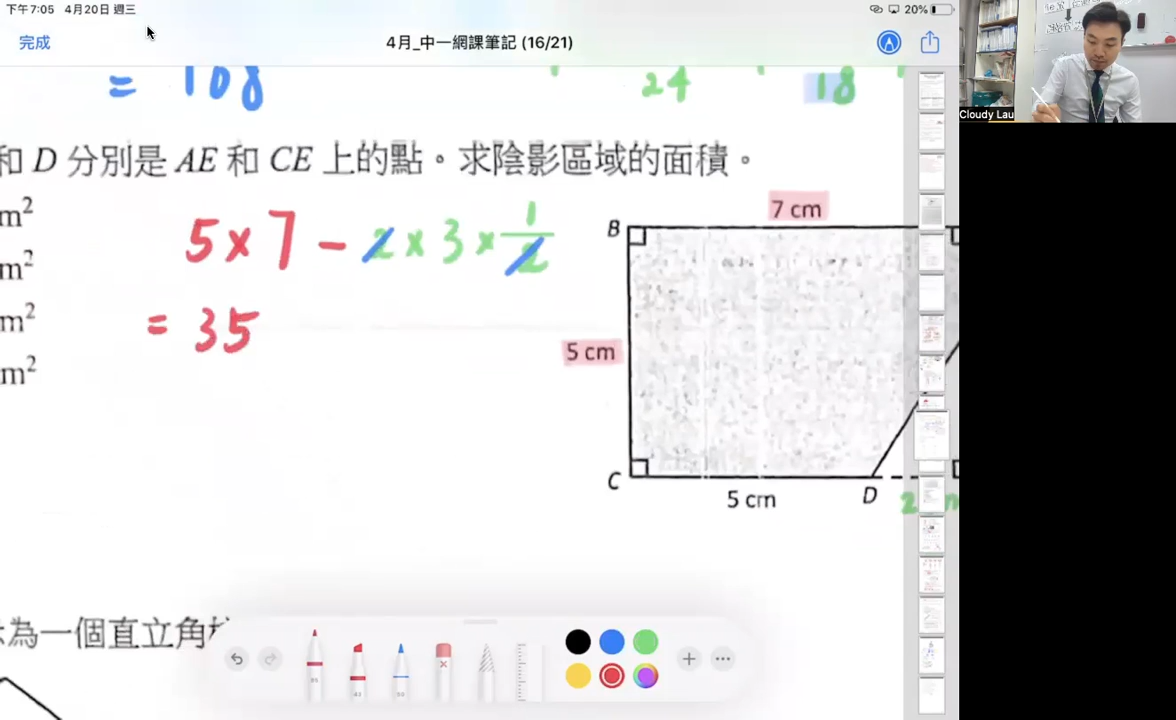 下午7:05 4月20日 週三
20%
完成
4月_中一網課筆記 (16/21)
= 108
24
18
和 D 分別是 AE 和 CE 上的點。求陰影區域的面積。
m²
m²
m²
m²
5 × 7 − 2 × 3 × 1/2
= 35
7 cm
B
5 cm
C
5 cm
D
2
為一個直立角
Cloudy Lau